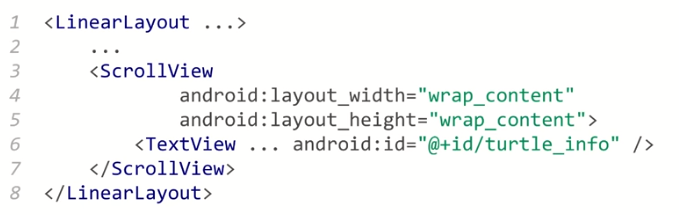 1 <LinearLayout ...>
2 ...
3 <ScrollView
4 android:layout_width="wrap_content"
5 android:layout_height="wrap_content">
6 <TextView ... android:id="@+id/turtle_info" />
7 </ScrollView>
8 </LinearLayout>